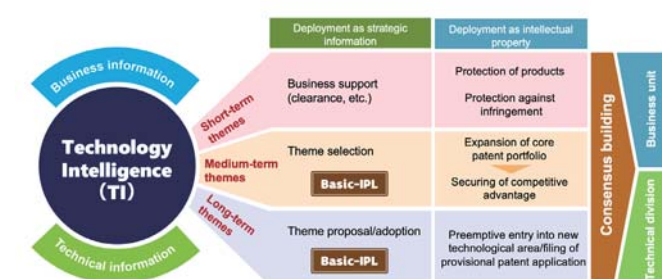 Deployment as strategic
information
Deployment as intellectual
property
Business information
Technology
Intelligence
(TI)
Technical information
Short-term
themes
Business support
(clearance, etc.)
Protection of products
Protection against
infringement
Medium-term
themes
Theme selection
Basic-IPL
Expansion of core
patent portfolio
Securing of competitive
advantage
Long-term
themes
Theme proposal/adoption
Basic-IPL
Preemptive entry into new
technological area/filing of
provisional patent application
Consensus building
Business unit
Technical division